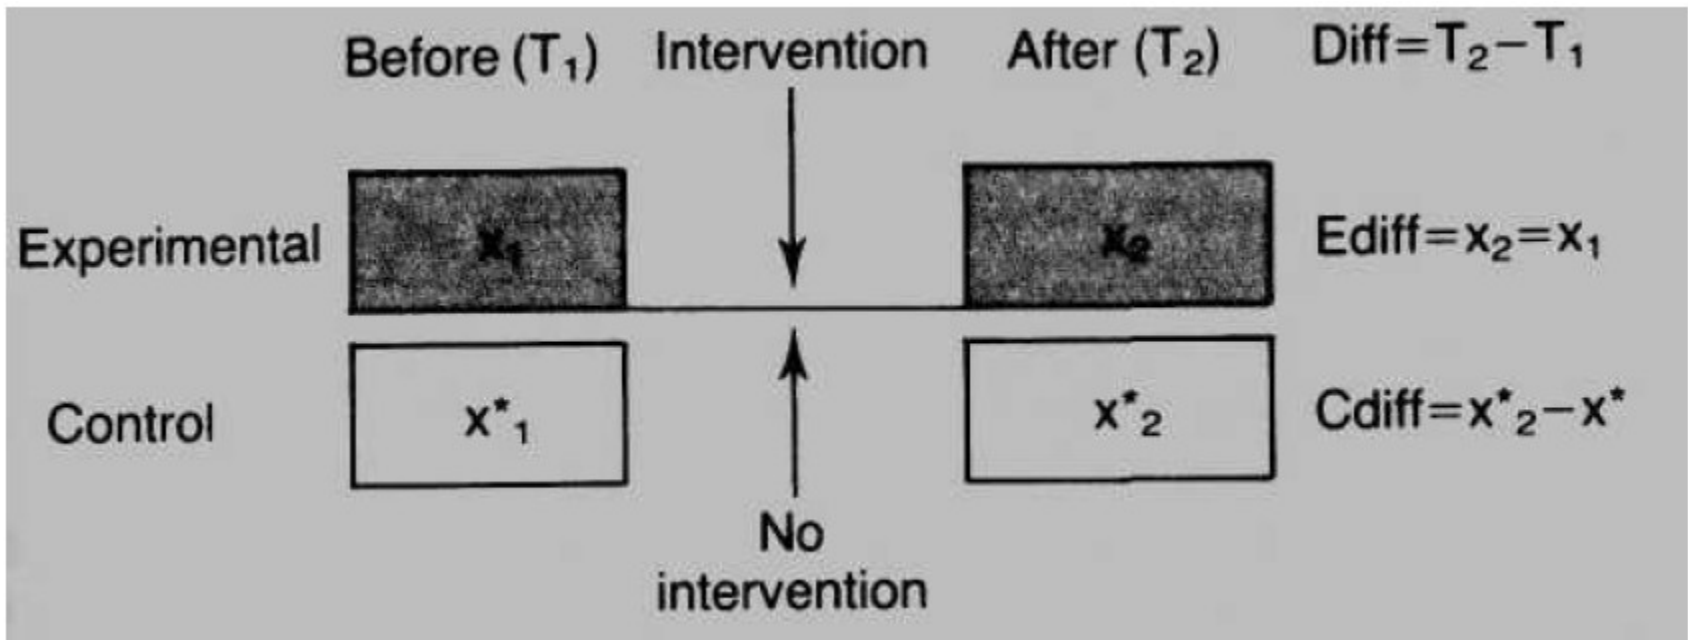 Before (T₁) Intervention After (T₂) Diff=T₂−T₁
Experimental x₁ x₂ Ediff=x₂=x₁
Control x*₁ x*₂ Cdiff=x*₂−x*
No
intervention